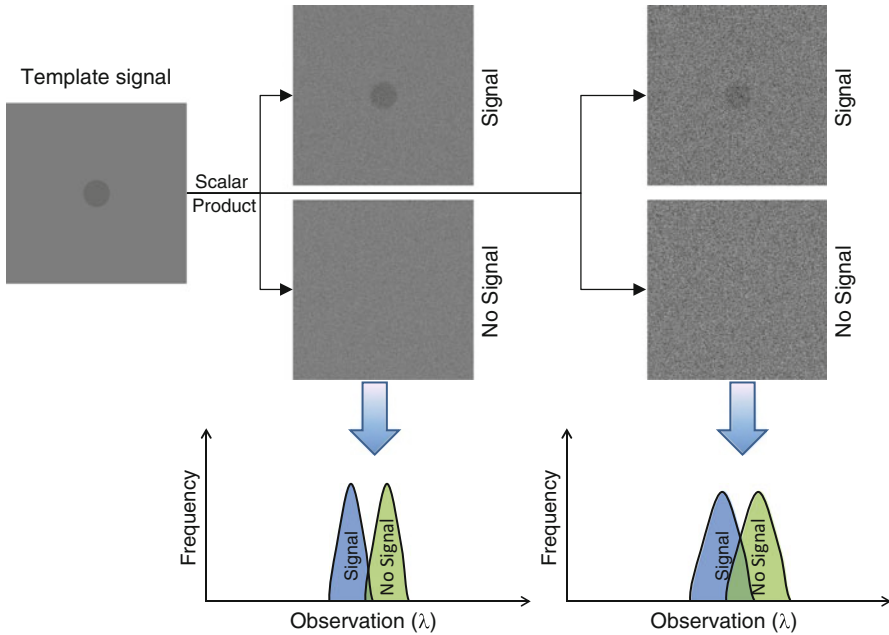 Template signal
Scalar
Product
Signal
No Signal
Signal
No Signal
Frequency
Signal
No Signal
Observation (λ)
Frequency
Signal
No Signal
Observation (λ)